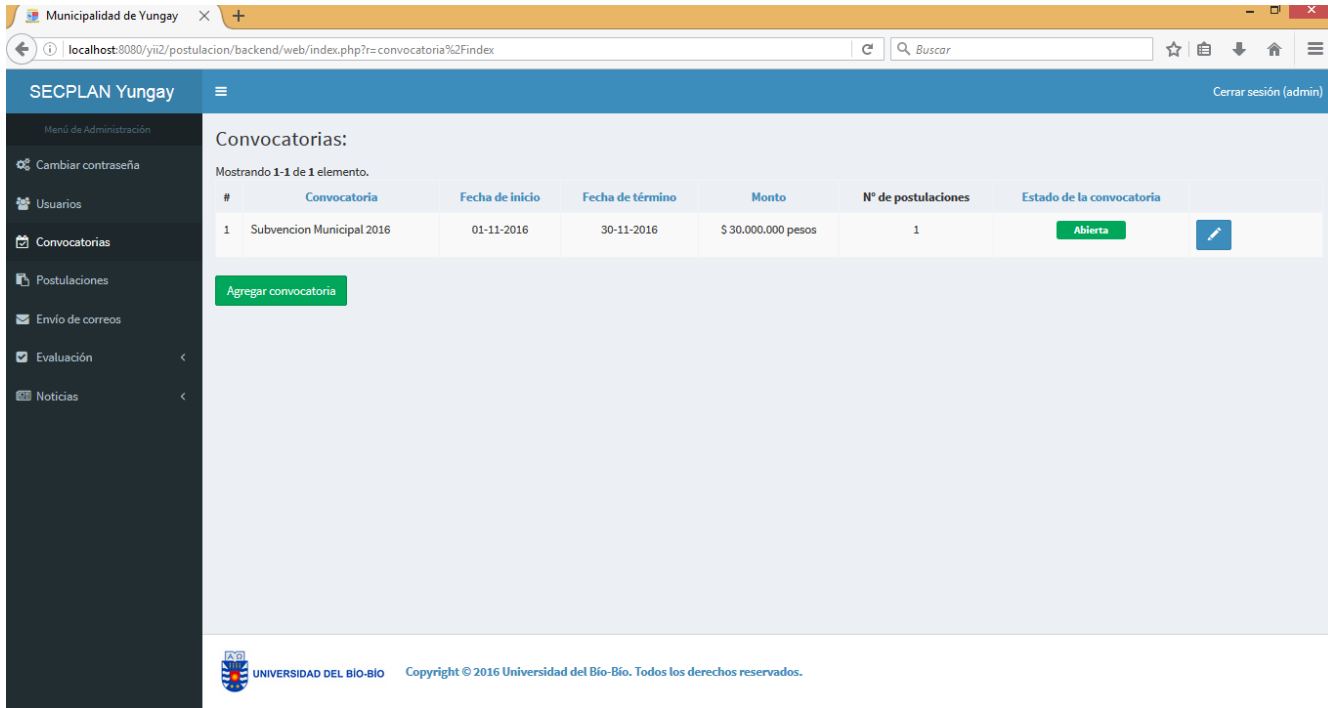 Municipalidad de Yungay
localhost:8080/yii2/postulacion/backend/web/index.php?r=convocatoria%2Findex
Buscar
SECPLAN Yungay
Cerrar sesión (admin)
Menú de Administración
Cambiar contraseña
Usuarios
Convocatorias
Postulaciones
Envío de correos
Evaluación
Noticias
Convocatorias:
Mostrando 1-1 de 1 elemento.
# Convocatoria Fecha de inicio Fecha de término Monto N° de postulaciones Estado de la convocatoria
1 Subvencion Municipal 2016 01-11-2016 30-11-2016 $ 30.000.000 pesos 1 Abierta
Agregar convocatoria
UNIVERSIDAD DEL BÍO-BÍO
Copyright © 2016 Universidad del Bío-Bío. Todos los derechos reservados.